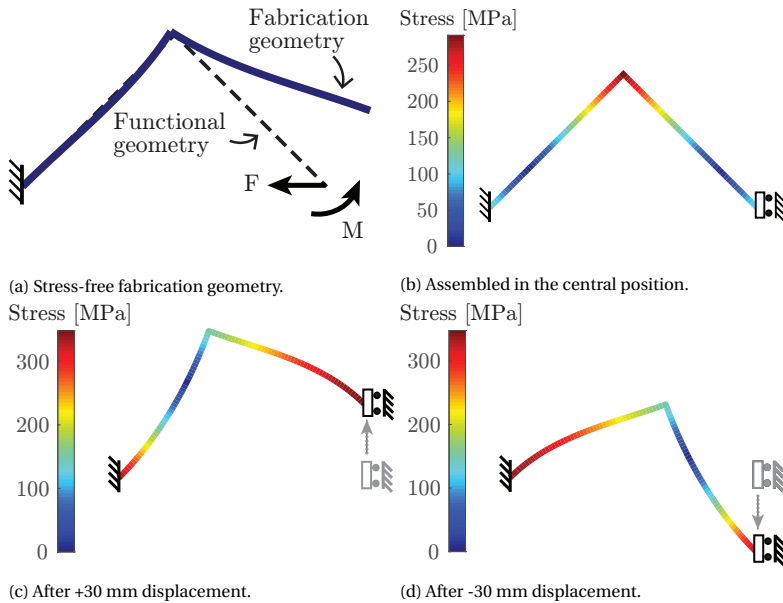 Fabrication
geometry
Functional
geometry
F
M
(a) Stress-free fabrication geometry.
Stress [MPa]
250
200
150
100
50
0
(b) Assembled in the central position.
Stress [MPa]
300
200
100
0
(c) After +30 mm displacement.
Stress [MPa]
300
200
100
0
(d) After -30 mm displacement.